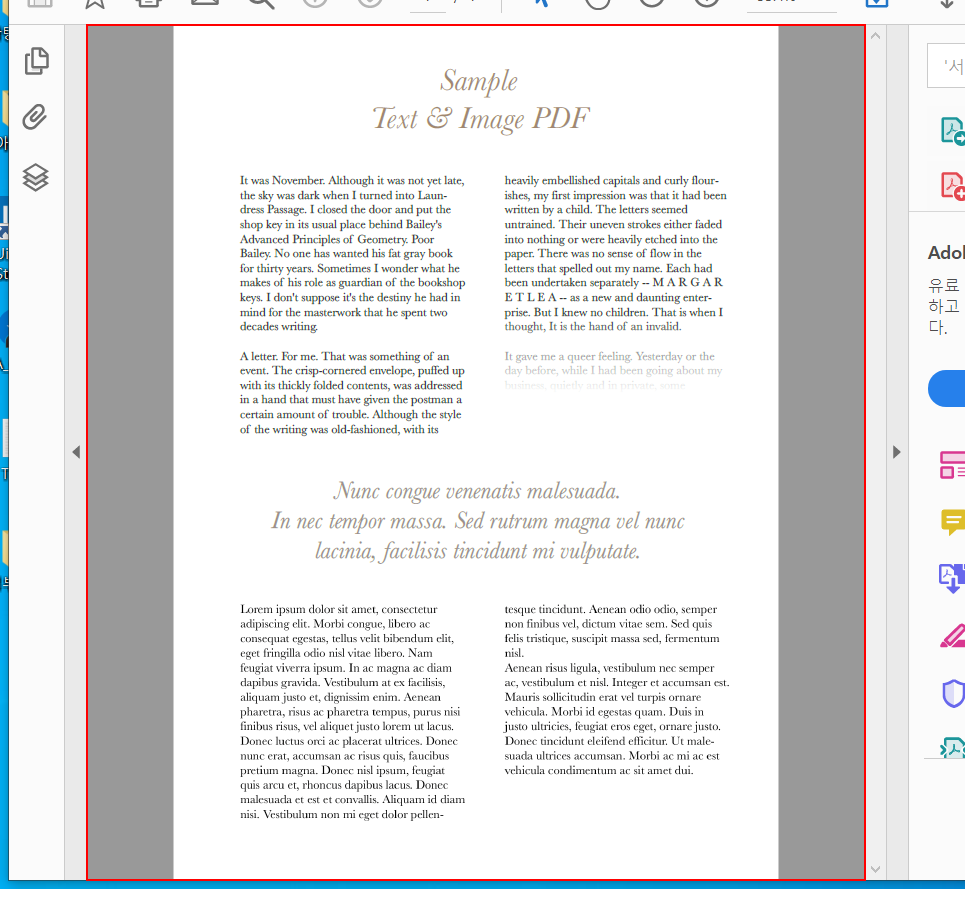 Sample
Text & Image PDF
It was November. Although it was not yet late,
the sky was dark when I turned into Laun-
dress Passage. I closed the door and put the
shop key in its usual place behind Bailey's
Advanced Principles of Geometry. Poor
Bailey. No one has wanted his fat gray book
for thirty years. Sometimes I wonder what he
makes of his role as guardian of the bookshop
keys. I don't suppose it's the destiny he had in
mind for the masterwork that he spent two
decades writing.
A letter. For me. That was something of an
event. The crisp-cornered envelope, puffed up
with its thickly folded contents, was addressed
in a hand that must have given the postman a
certain amount of trouble. Although the style
of the writing was old-fashioned, with its
heavily embellished capitals and curly flour-
ishes, my first impression was that it had been
written by a child. The letters seemed
untrained. Their uneven strokes either faded
into nothing or were heavily etched into the
paper. There was no sense of flow in the
letters that spelled out my name. Each had
been undertaken separately -- M A R G A R
E T L E A -- as a new and daunting enter-
prise. But I knew no children. That is when I
thought, It is the hand of an invalid.
It gave me a queer feeling. Yesterday or the
day before, while I had been going about my
business, quietly and in private, some
Nunc congue venenatis malesuada.
In nec tempor massa. Sed rutrum magna vel nunc
lacinia, facilisis tincidunt mi vulputate.
Lorem ipsum dolor sit amet, consectetur
adipiscing elit. Morbi congue, libero ac
consequat egestas, tellus velit bibendum elit,
eget fringilla odio nisl vitae libero. Nam
feugiat viverra ipsum. In ac magna ac diam
dapibus gravida. Vestibulum at ex facilisis,
aliquam justo et, dignissim enim. Aenean
pharetra, risus ac pharetra tempus, purus nisi
finibus risus, vel aliquet justo lorem ut lacus.
Donec luctus orci ac placerat ultrices. Donec
nunc erat, accumsan ac risus quis, faucibus
pretium magna. Donec nisl ipsum, feugiat
quis arcu et, rhoncus dapibus lacus. Donec
malesuada et est et convallis. Aliquam id diam
nisi. Vestibulum non mi eget dolor pellen-
tesque tincidunt. Aenean odio odio, semper
non finibus vel, dictum vitae sem. Sed quis
felis tristique, suscipit massa sed, fermentum
nisl.
Aenean risus ligula, vestibulum nec semper
ac, vestibulum et nisl. Integer et accumsan est.
Mauris sollicitudin erat vel turpis ornare
vehicula. Morbi id egestas quam. Duis in
justo ultricies, feugiat eros eget, ornare justo.
Donec tincidunt eleifend efficitur. Ut male-
suada ultrices accumsan. Morbi ac mi ac est
vehicula condimentum ac sit amet dui.
'서
Adol
유료
하고
다.